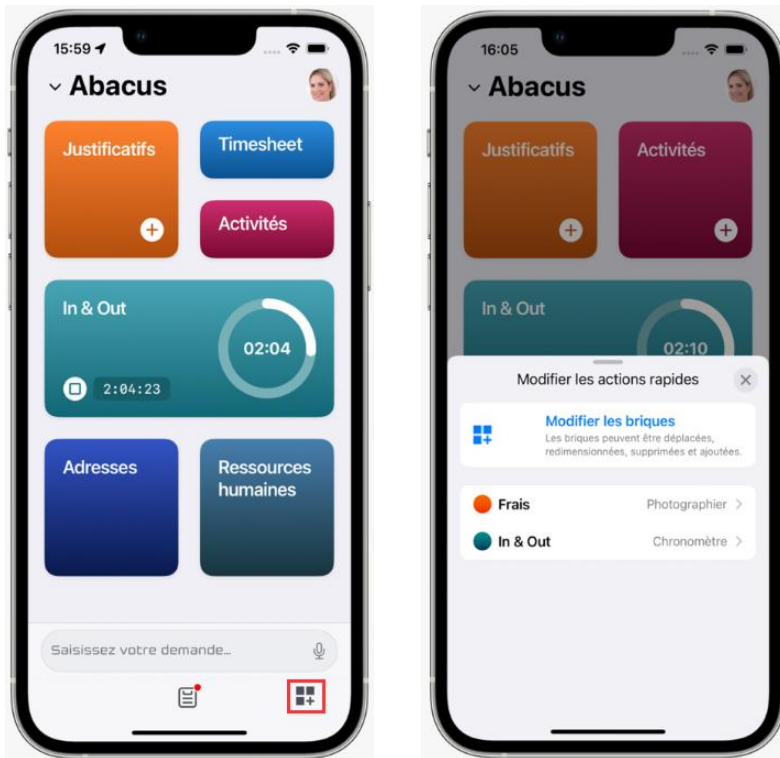 15:59
Abacus
Justificatifs
Timesheet
Activités
In & Out
02:04
2:04:23
Adresses
Ressources
humaines
Saisissez votre demande...
16:05
Abacus
Justificatifs
Activités
In & Out
02:10
Modifier les actions rapides
Modifier les briques
Les briques peuvent être déplacées,
redimensionnées, supprimées et ajoutées.
Frais Photographier
In & Out Chronomètre